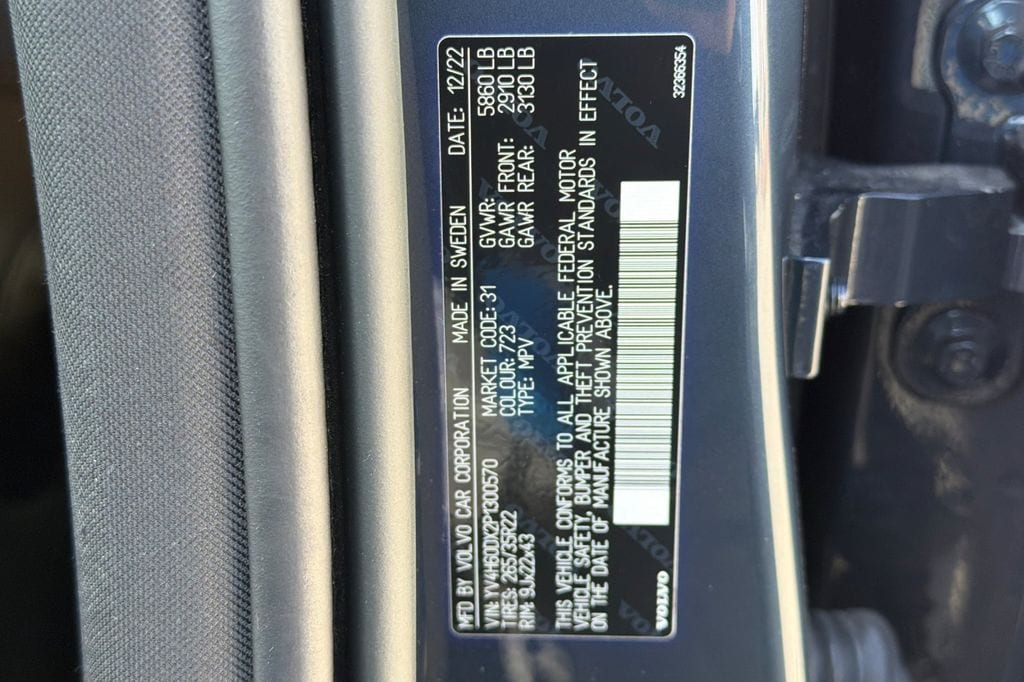 MFD BY VOLVO CAR CORPORATION MADE IN SWEDEN DATE: 12/22
VIN: YV4H60DX2P1300570 MARKET CODE: 31 GVWR: 5860 LB
TIRES: 265/35R22 COLOUR: 723 GAWR FRONT: 2910 LB
RIM: 9Jx22x43 TYPE: MPV GAWR REAR: 3130 LB
THIS VEHICLE CONFORMS TO ALL APPLICABLE FEDERAL MOTOR
VEHICLE SAFETY, BUMPER AND THEFT PREVENTION STANDARDS IN EFFECT
ON THE DATE OF MANUFACTURE SHOWN ABOVE.
VOLVO 32366354